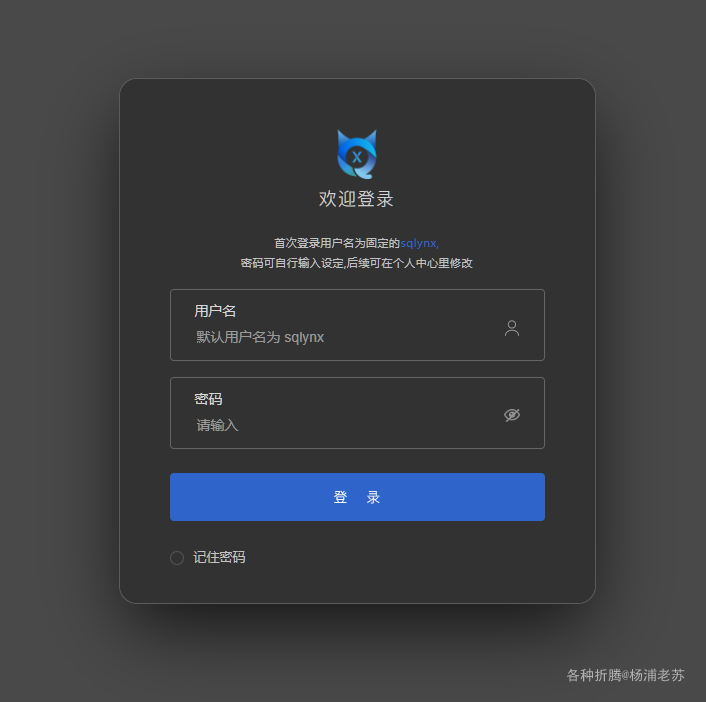 X
欢迎登录
首次登录用户名为固定的sqlynx,
密码可自行输入设定,后续可在个人中心里修改
用户名
默认用户名为 sqlynx
密码
请输入
登 录
记住密码
各种折腾@杨浦老苏